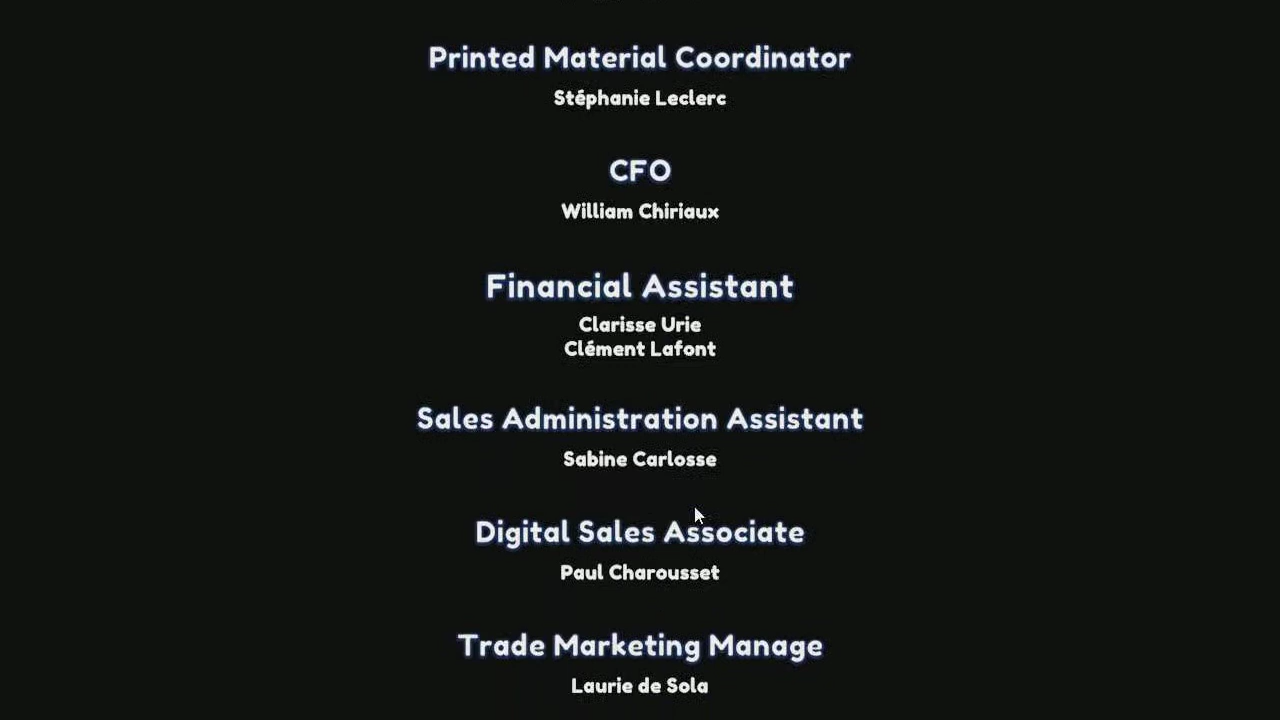 Printed Material Coordinator
Stéphanie Leclerc
CFO
William Chiriaux
Financial Assistant
Clarisse Urie
Clément Lafont
Sales Administration Assistant
Sabine Carlosse
Digital Sales Associate
Paul Charousset
Trade Marketing Manage
Laurie de Sola